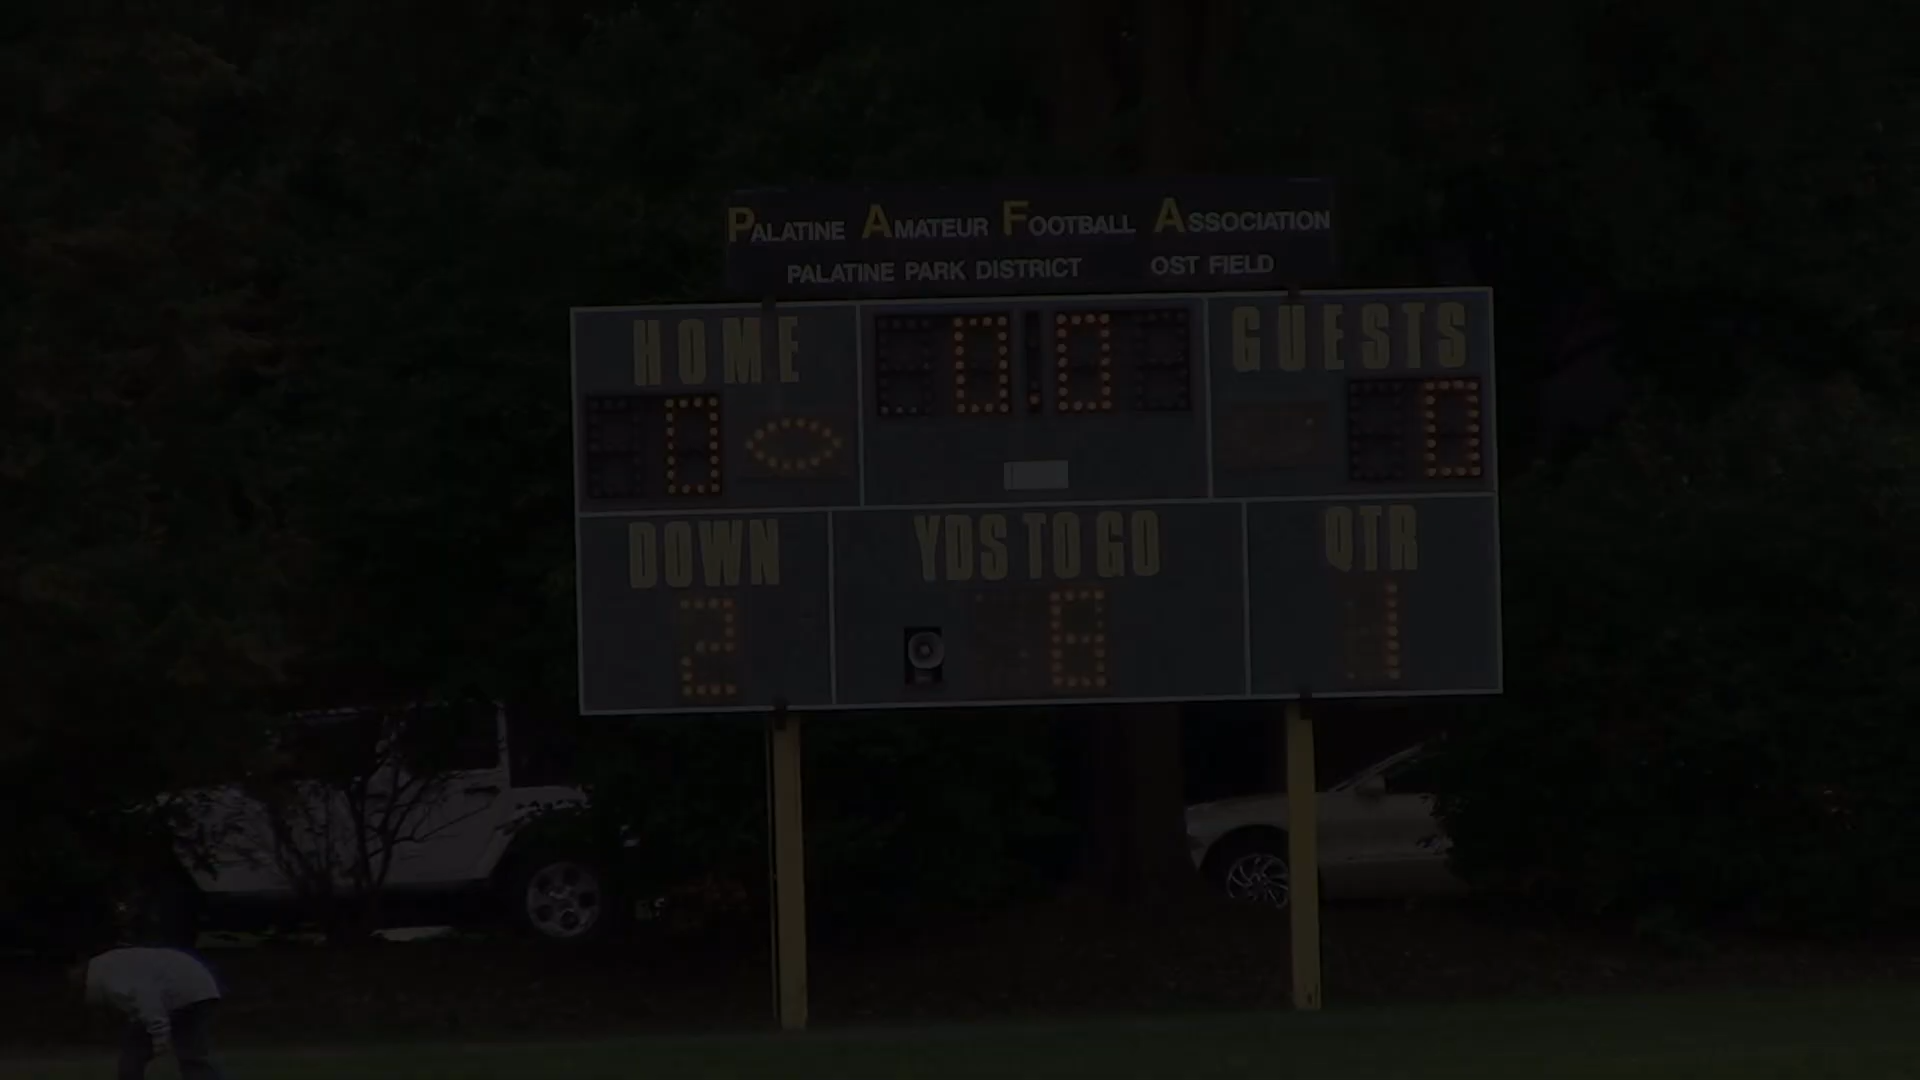 PALATINE AMATEUR FOOTBALL ASSOCIATION
PALATINE PARK DISTRICT OST FIELD
HOME GUESTS
0 0.0 0
DOWN YDS TO GO QTR
2 8 1